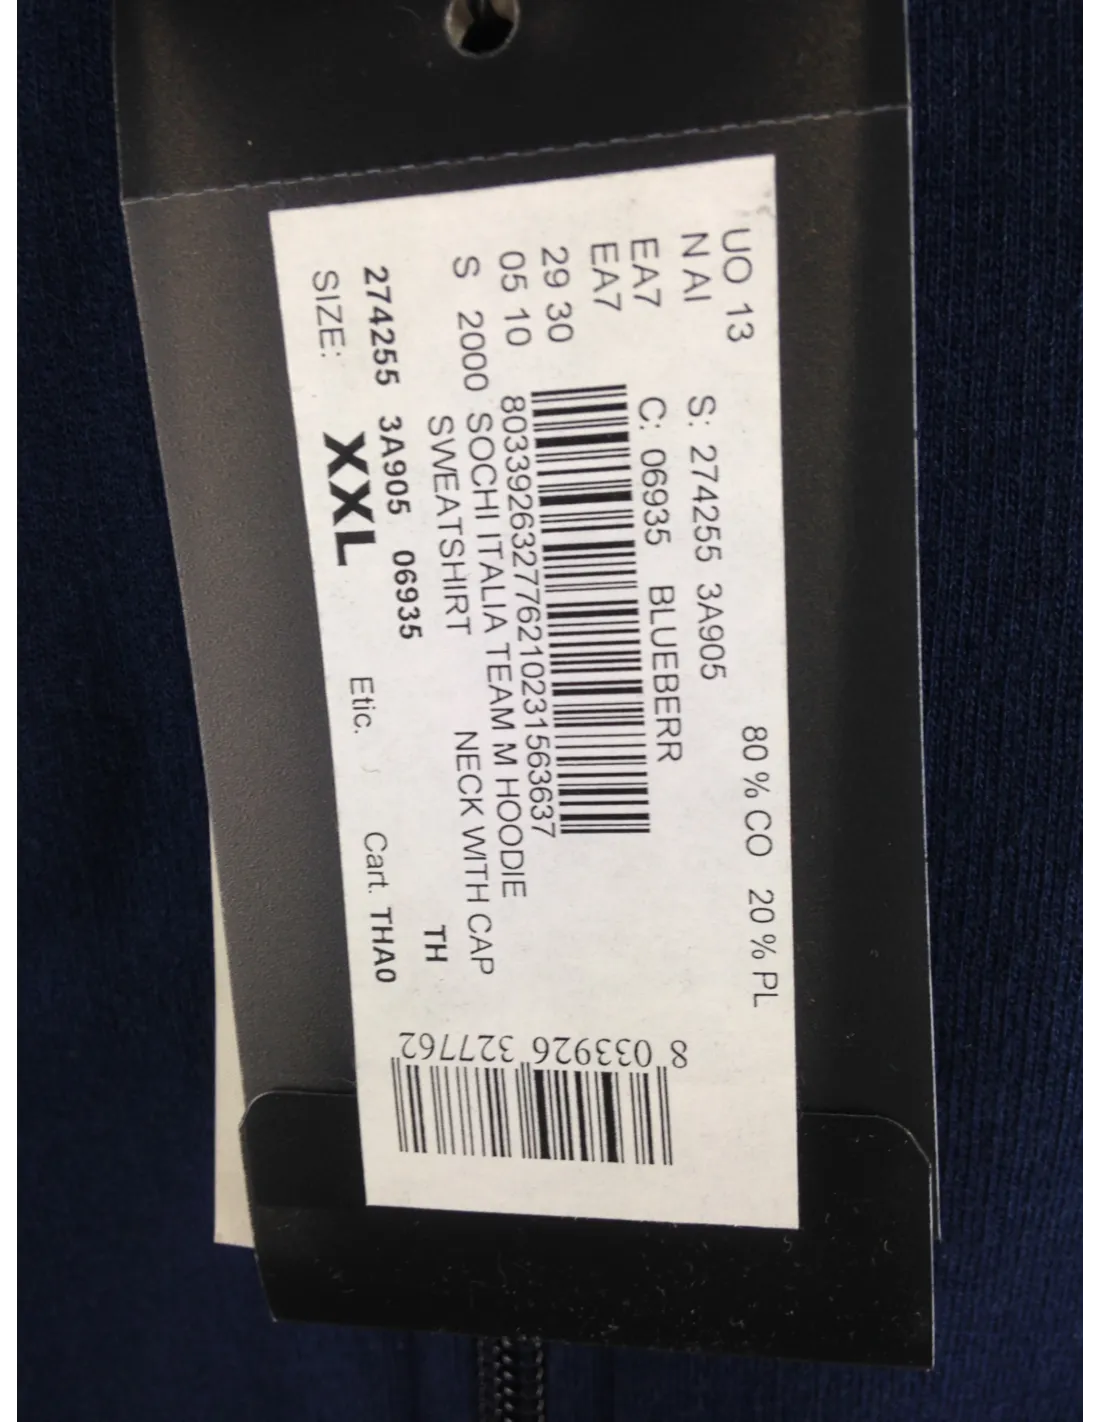 UO 13 80 % CO 20 % PL
N AI S: 274255 3A905
EA7 C: 06935 BLUEBERR
EA7
29 30
05 10 803392632776210231563637
S 2000 SOCHI ITALIA TEAM M HOODIE
SWEATSHIRT NECK WITH CAP
TH
274255 3A905 06935
SIZE: XXL Etic. Cart. THA0
8 033926 327762